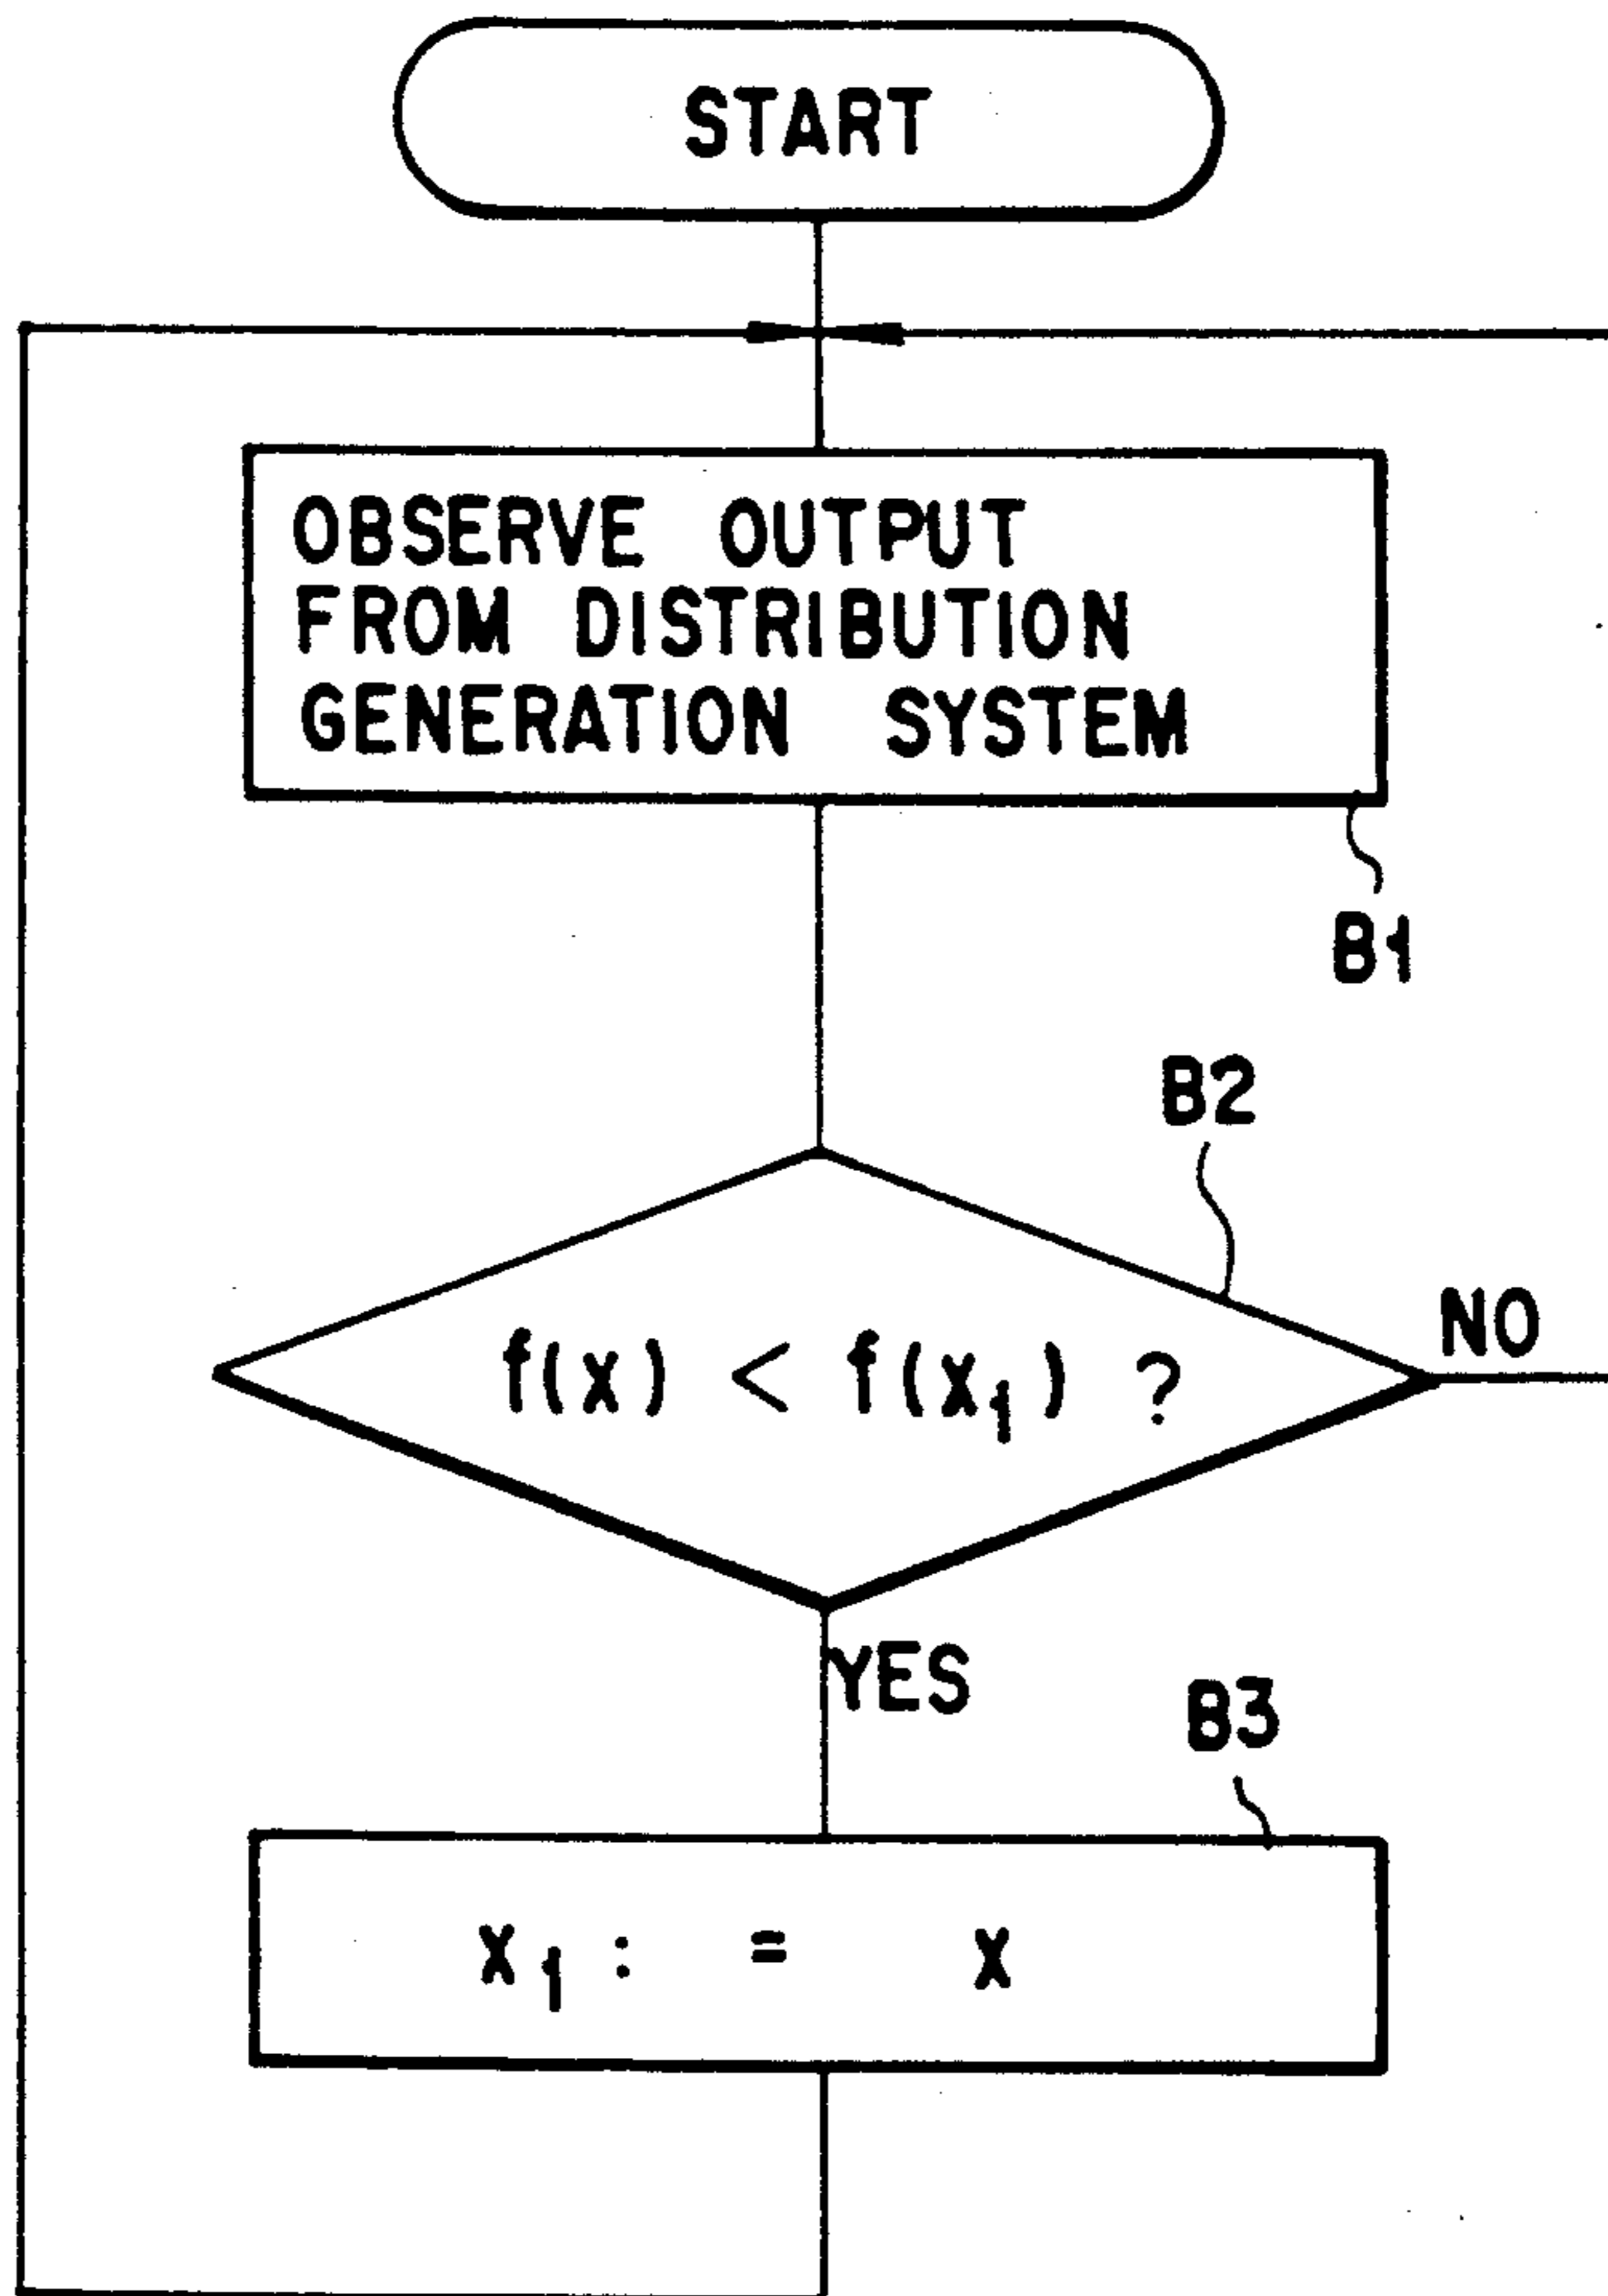 START
OBSERVE OUTPUT
FROM DISTRIBUTION
GENERATION SYSTEM
B1
B2
NO
f(x) < f(x₁) ?
YES
B3
x₁ : = x